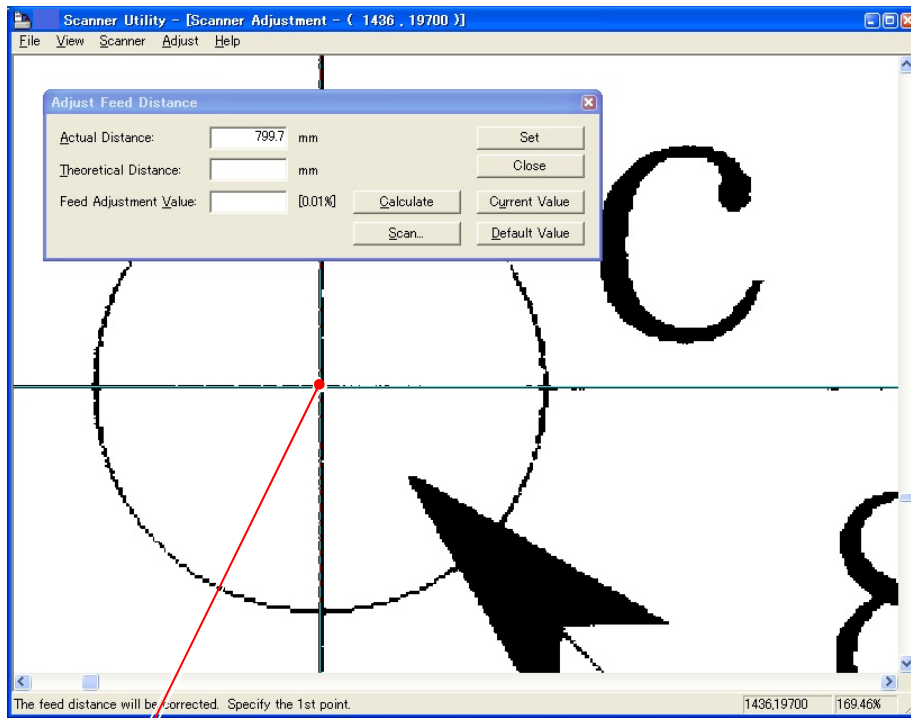 Scanner Utility - [Scanner Adjustment - ( 1436 , 19700 )]
File View Scanner Adjust Help
Adjust Feed Distance
Actual Distance: 799.7 mm Set
Theoretical Distance: mm Close
Feed Adjustment Value: [0.01%] Calculate Current Value
Scan... Default Value
C
8
The feed distance will be corrected. Specify the 1st point. 1436,19700 169.46%